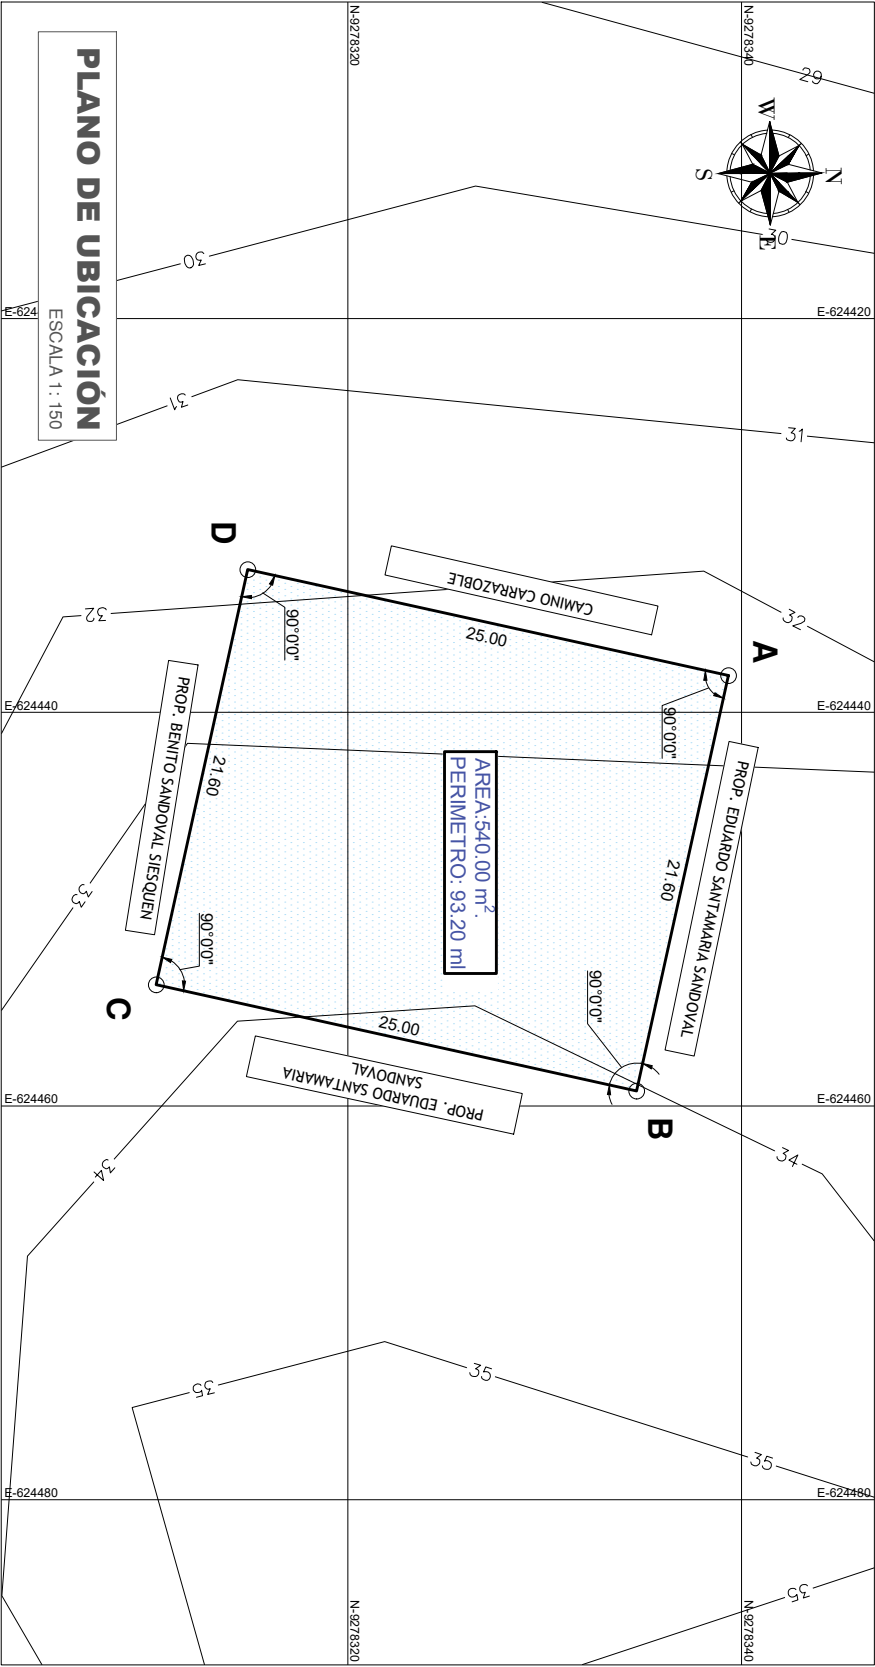 N-9278320
N-9278340
29
W
N
S
E
30
30
E-624420
E-624
PLANO DE UBICACIÓN
ESCALA 1: 150
31
31
CAMINO CARRAZOBLE
25.00
32
32
A
D
90°0'0"
90°0'0"
E-624440
E-624440
PROP. EDUARDO SANTAMARIA SANDOVAL
21.60
AREA:540.00 m².
PERIMETRO: 93.20 ml
PROP. BENITO SANDOVAL SIESQUEN
21.60
33
90°0'0"
90°0'0"
C
B
25.00
PROP. EDUARDO SANTAMARIA
SANDOVAL
E-624460
E-624460
34
34
35
35
35
E-624480
E-624480
35
N-9278320
N-9278340